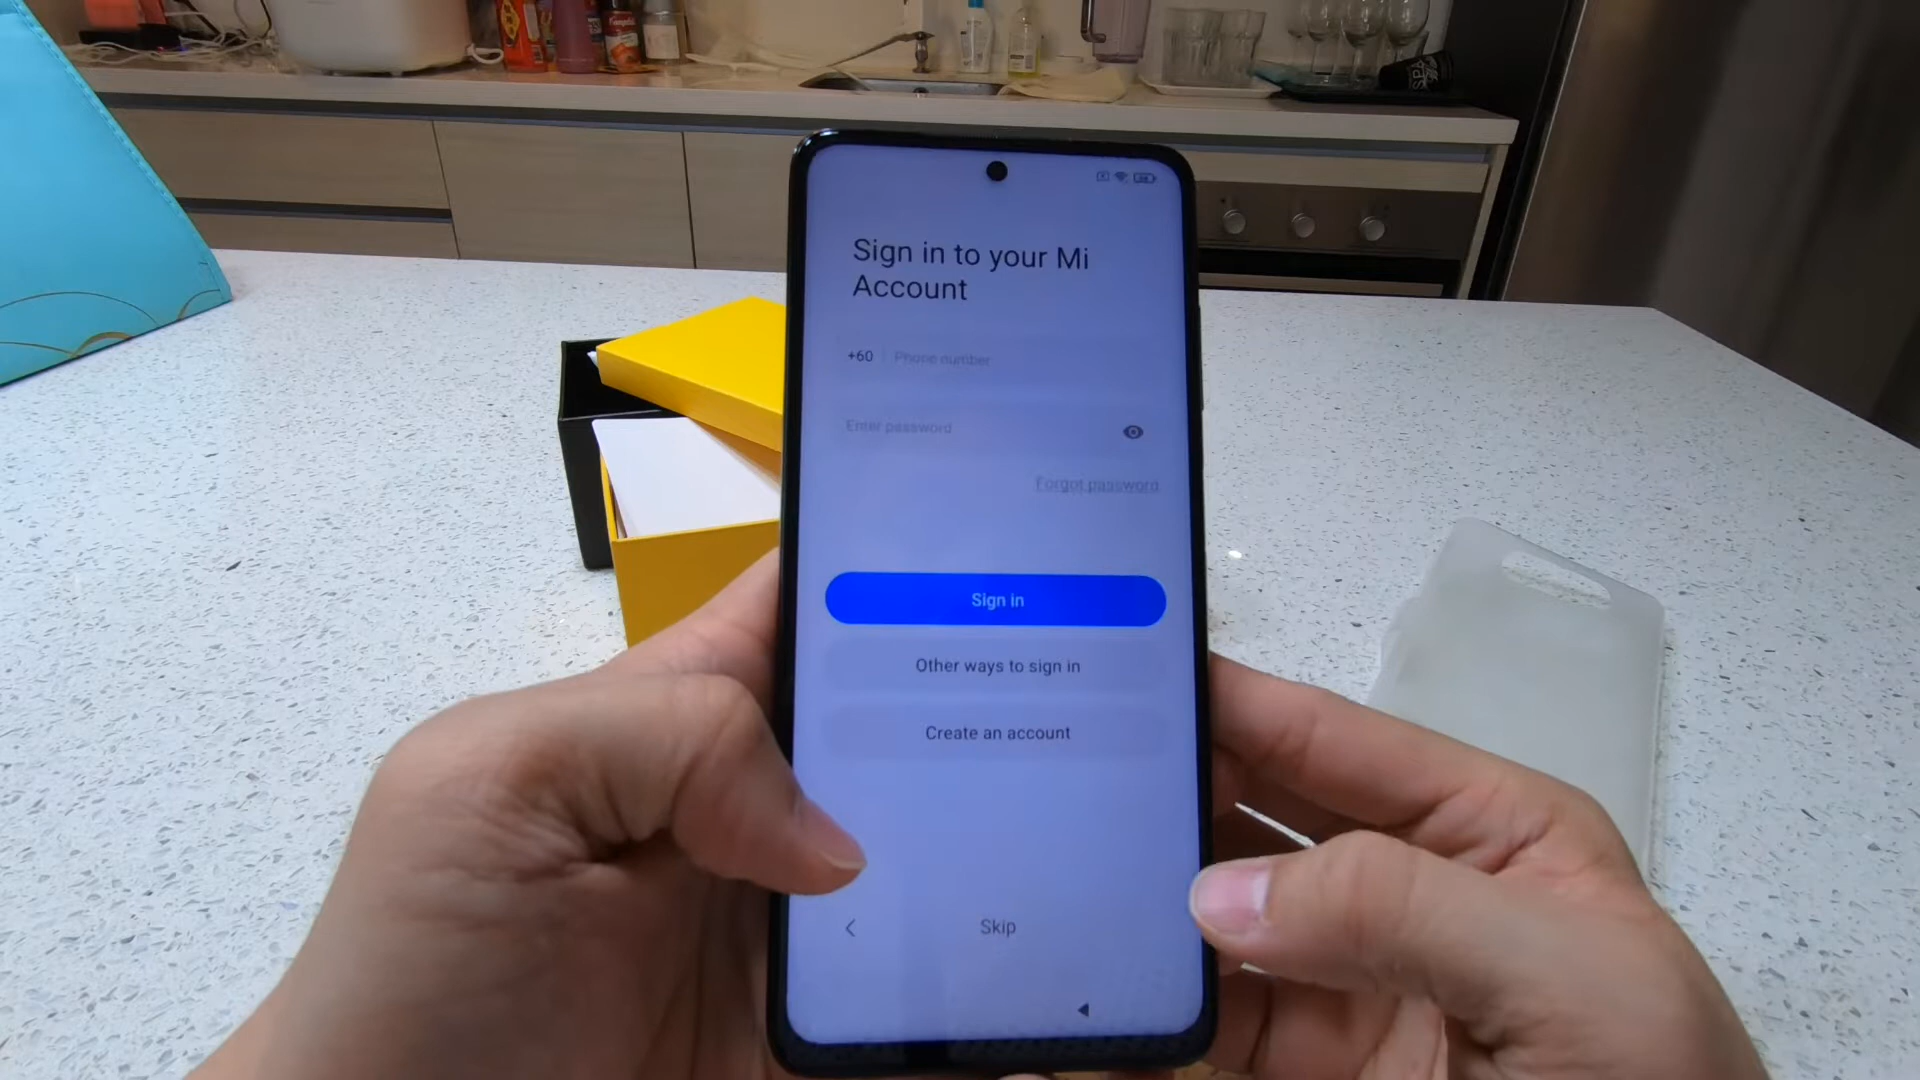 Sign in to your Mi
Account
+60 Phone number
Enter password
Forgot password
Sign in
Other ways to sign in
Create an account
Skip